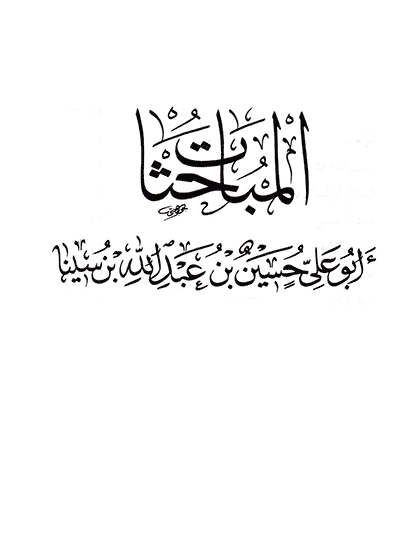 المباحثات
أبو علي حسين بن عبد الله بن سينا